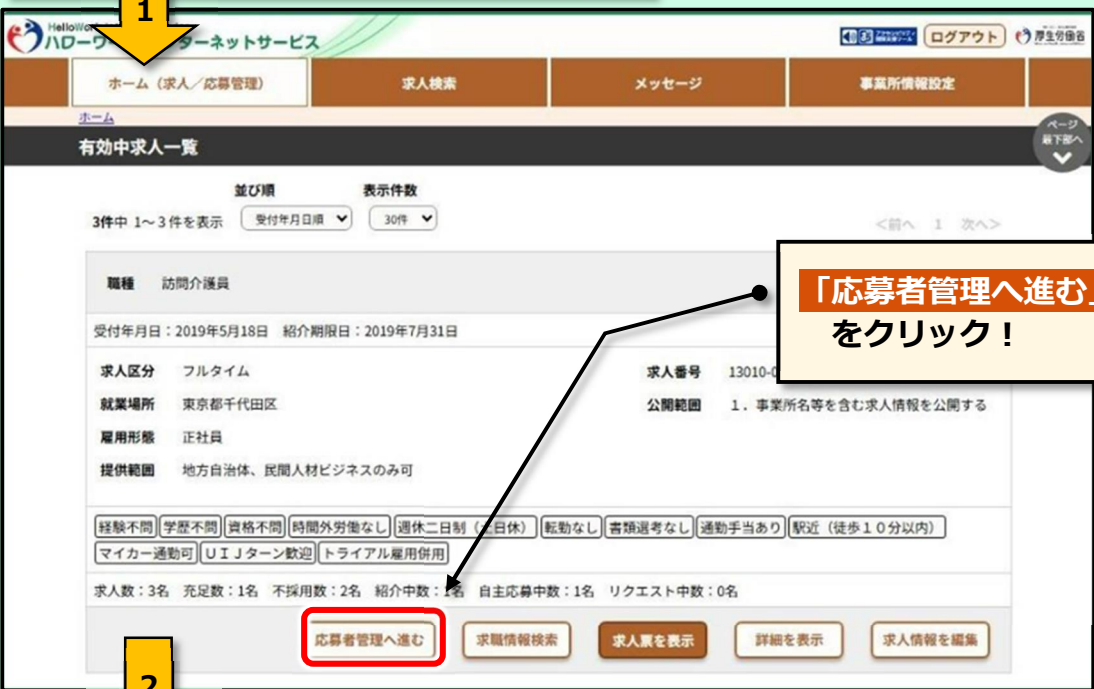 1
ハローワークインターネットサービス
ログアウト
厚生労働省
ホーム（求人／応募管理）
求人検索
メッセージ
事業所情報設定
ホーム
ページ
最下部へ
有効中求人一覧
並び順 表示件数
3件中 1～3 件を表示 受付年月日順 30件
<前へ 1 次へ>
職種 訪問介護員
「応募者管理へ進む」
をクリック！
受付年月日：2019年5月18日 紹介期限日：2019年7月31日
求人区分 フルタイム 求人番号 13010-
就業場所 東京都千代田区 公開範囲 1．事業所名等を含む求人情報を公開する
雇用形態 正社員
提供範囲 地方自治体、民間人材ビジネスのみ可
経験不問 学歴不問 資格不問 時間外労働なし 週休二日制（土日休） 転勤なし 書類選考なし 通勤手当あり 駅近（徒歩１０分以内）
マイカー通勤可 ＵＩＪターン歓迎 トライアル雇用併用
求人数：3名 充足数：1名 不採用数：2名 紹介中数：1名 自主応募中数：1名 リクエスト中数：0名
応募者管理へ進む 求職情報検索 求人票を表示 詳細を表示 求人情報を編集
2